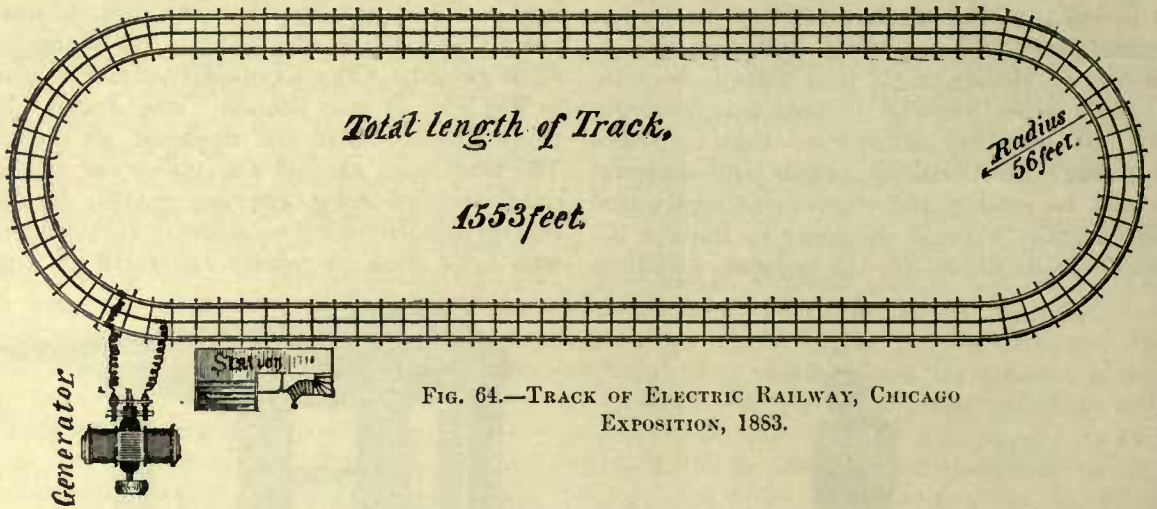 Total length of Track,
1553 feet.
Radius
56 feet.
Generator
Station
FIG. 64.—TRACK OF ELECTRIC RAILWAY, CHICAGO
EXPOSITION, 1883.